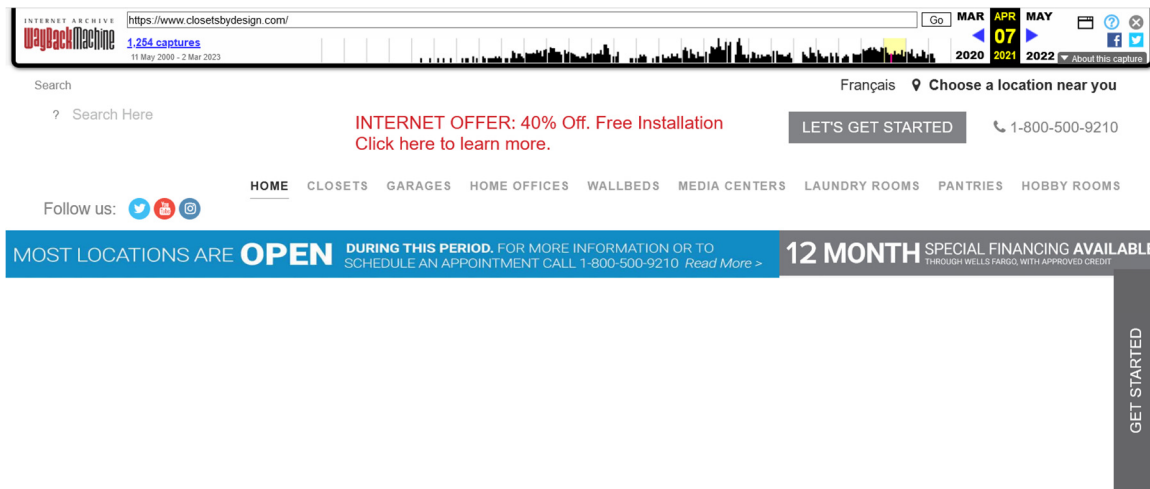 INTERNET ARCHIVE
WayBackMachine
https://www.closetsbydesign.com/
Go
1,254 captures
11 May 2000 - 2 Mar 2023
MAR APR MAY
07
2020 2021 2022
?
f
▼ About this capture
Search
Français Choose a location near you
? Search Here
INTERNET OFFER: 40% Off. Free Installation
Click here to learn more.
LET'S GET STARTED
1-800-500-9210
HOME CLOSETS GARAGES HOME OFFICES WALLBEDS MEDIA CENTERS LAUNDRY ROOMS PANTRIES HOBBY ROOMS
Follow us:
You Tube
MOST LOCATIONS ARE OPEN
DURING THIS PERIOD. FOR MORE INFORMATION OR TO
SCHEDULE AN APPOINTMENT CALL 1-800-500-9210 Read More >
12 MONTH
SPECIAL FINANCING AVAILABLE
THROUGH WELLS FARGO, WITH APPROVED CREDIT
GET STARTED